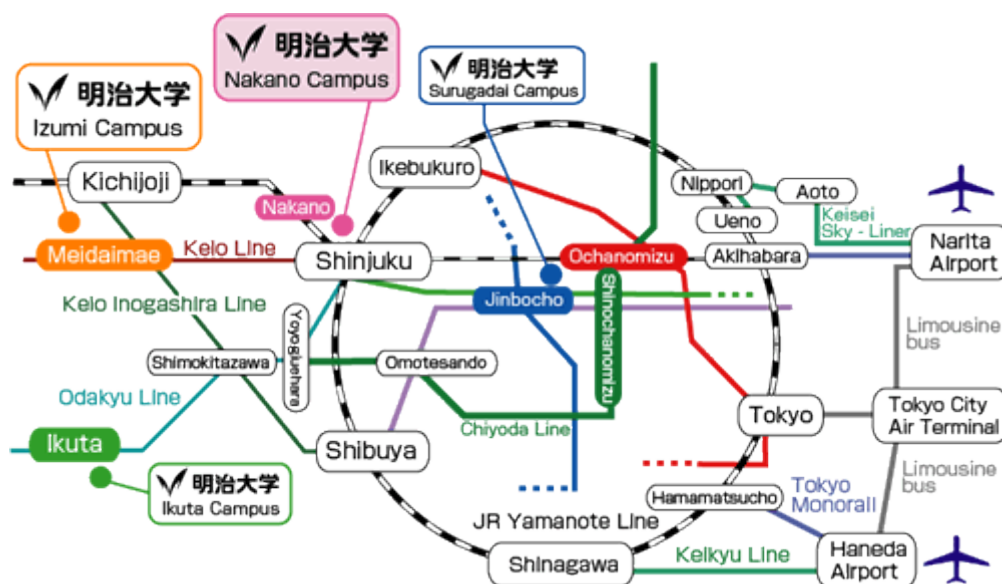 明治大学
Nakano Campus
明治大学
Surugadai Campus
明治大学
Izumi Campus
Ikebukuro
Kichijoji
Nippori
Aoto
Nakano
Ueno
Keisei
Sky - Liner
Narita
Airport
Meidaimae
Keio Line
Shinjuku
Ochanomizu
Akihabara
Keio Inogashira Line
Jinbocho
Shinochanomizu
Limousine
bus
Yoyogiuehara
Shimokitazawa
Omotesando
Odakyu Line
Chiyoda Line
Tokyo
Tokyo City
Air Terminal
Ikuta
Shibuya
Limousine
bus
明治大学
Ikuta Campus
Hamamatsucho
Tokyo
Monorail
JR Yamanote Line
Shinagawa
Keikyu Line
Haneda
Airport